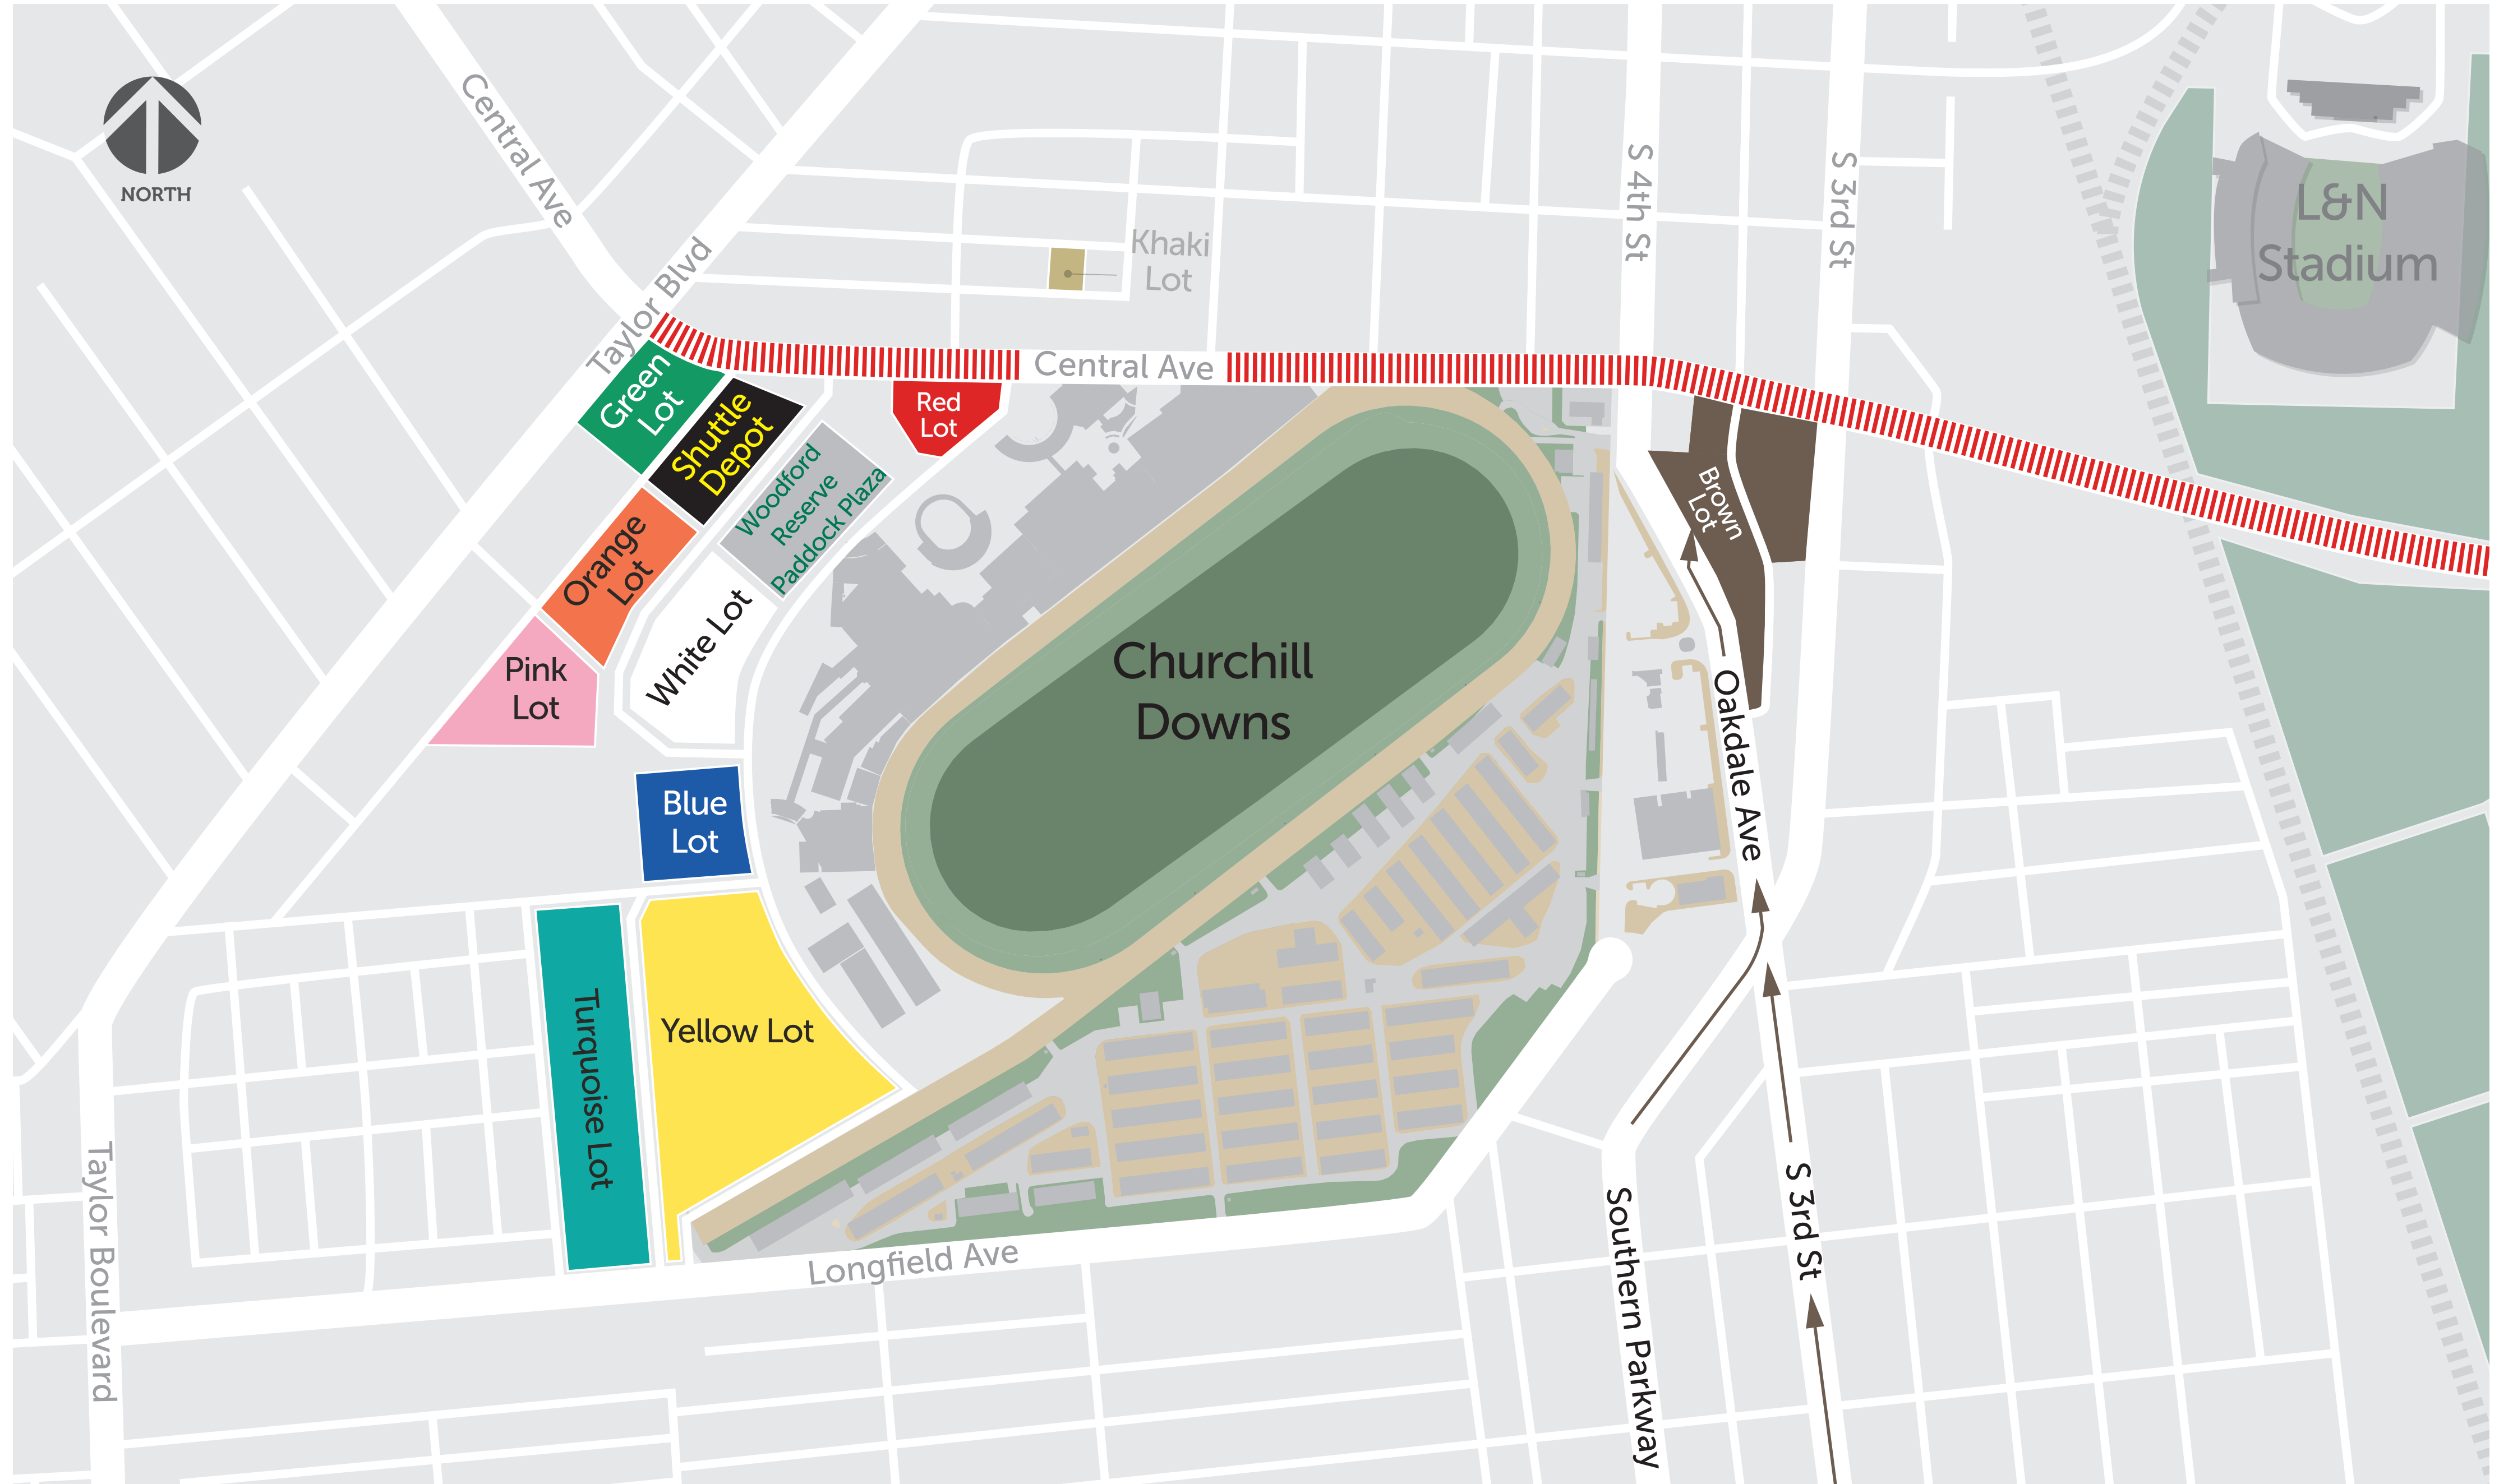 NORTH
Central Ave
Taylor Blvd
Khaki
Lot
S 4th St
S 3rd St
L&N
Stadium
Central Ave
Green
Lot
Shuttle
Depot
Red
Lot
Woodford
Reserve
Paddock Plaza
Orange
Lot
White Lot
Pink
Lot
Brown
Lot
Churchill
Downs
Oakdale Ave
Blue
Lot
Yellow Lot
Turquoise Lot
Taylor Boulevard
Longfield Ave
Southern Parkway
S 3rd St